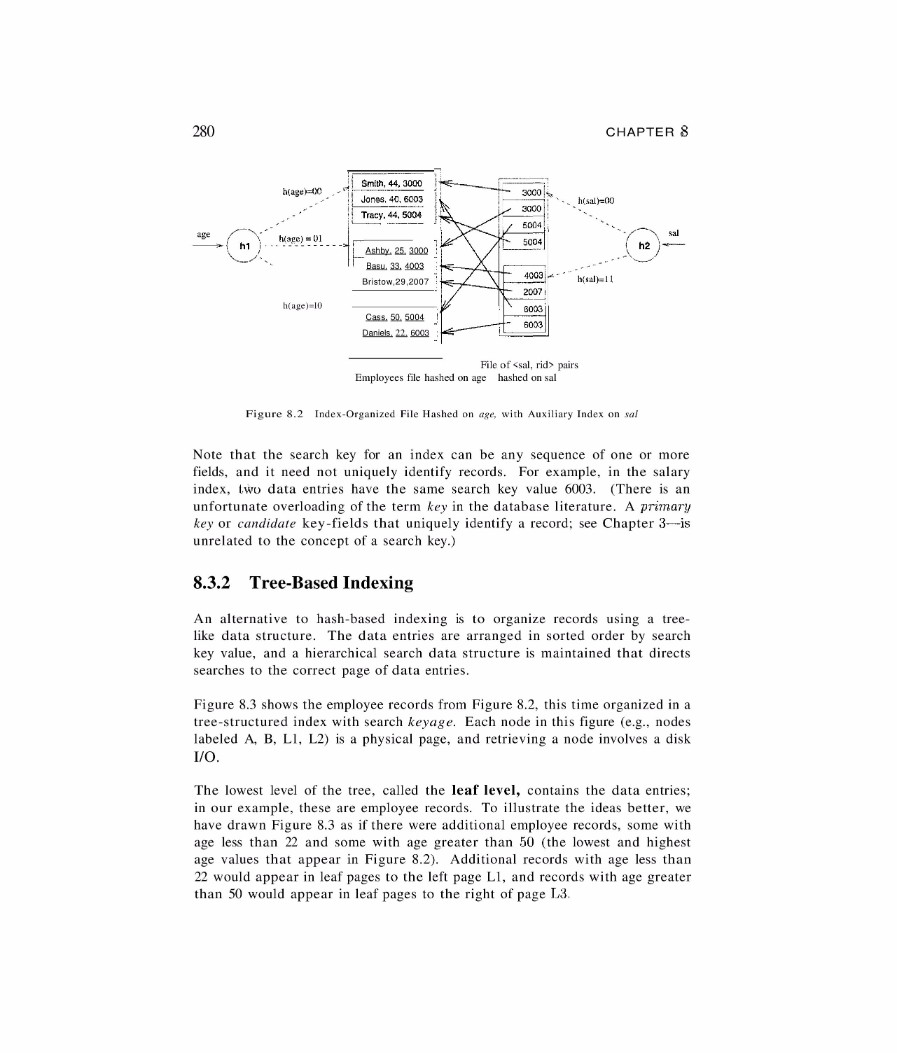 280
CHAPTER 8
h(age)=00
Smith, 44, 3000
Jones, 40, 6003
Tracy, 44, 5004
age
h1
h(age) = 01
Ashby, 25, 3000
Basu, 33, 4003
Bristow,29,2007
h(age)=10
Cass, 50, 5004
Daniels, 22, 6003
3000
3000
5004
5004
h(sal)=00
sal
h2
4003
2007
6003
6003
h(sal)=11
File of <sal, rid> pairs
Employees file hashed on age hashed on sal
Figure 8.2 Index-Organized File Hashed on age, with Auxiliary Index on sal
Note that the search key for an index can be any sequence of one or more
fields, and it need not uniquely identify records. For example, in the salary
index, two data entries have the same search key value 6003. (There is an
unfortunate overloading of the term key in the database literature. A primary
key or candidate key-fields that uniquely identify a record; see Chapter 3—is
unrelated to the concept of a search key.)
8.3.2 Tree-Based Indexing
An alternative to hash-based indexing is to organize records using a tree-
like data structure. The data entries are arranged in sorted order by search
key value, and a hierarchical search data structure is maintained that directs
searches to the correct page of data entries.
Figure 8.3 shows the employee records from Figure 8.2, this time organized in a
tree-structured index with search keyage. Each node in this figure (e.g., nodes
labeled A, B, L1, L2) is a physical page, and retrieving a node involves a disk
I/O.
The lowest level of the tree, called the leaf level, contains the data entries;
in our example, these are employee records. To illustrate the ideas better, we
have drawn Figure 8.3 as if there were additional employee records, some with
age less than 22 and some with age greater than 50 (the lowest and highest
age values that appear in Figure 8.2). Additional records with age less than
22 would appear in leaf pages to the left page L1, and records with age greater
than 50 would appear in leaf pages to the right of page L3.